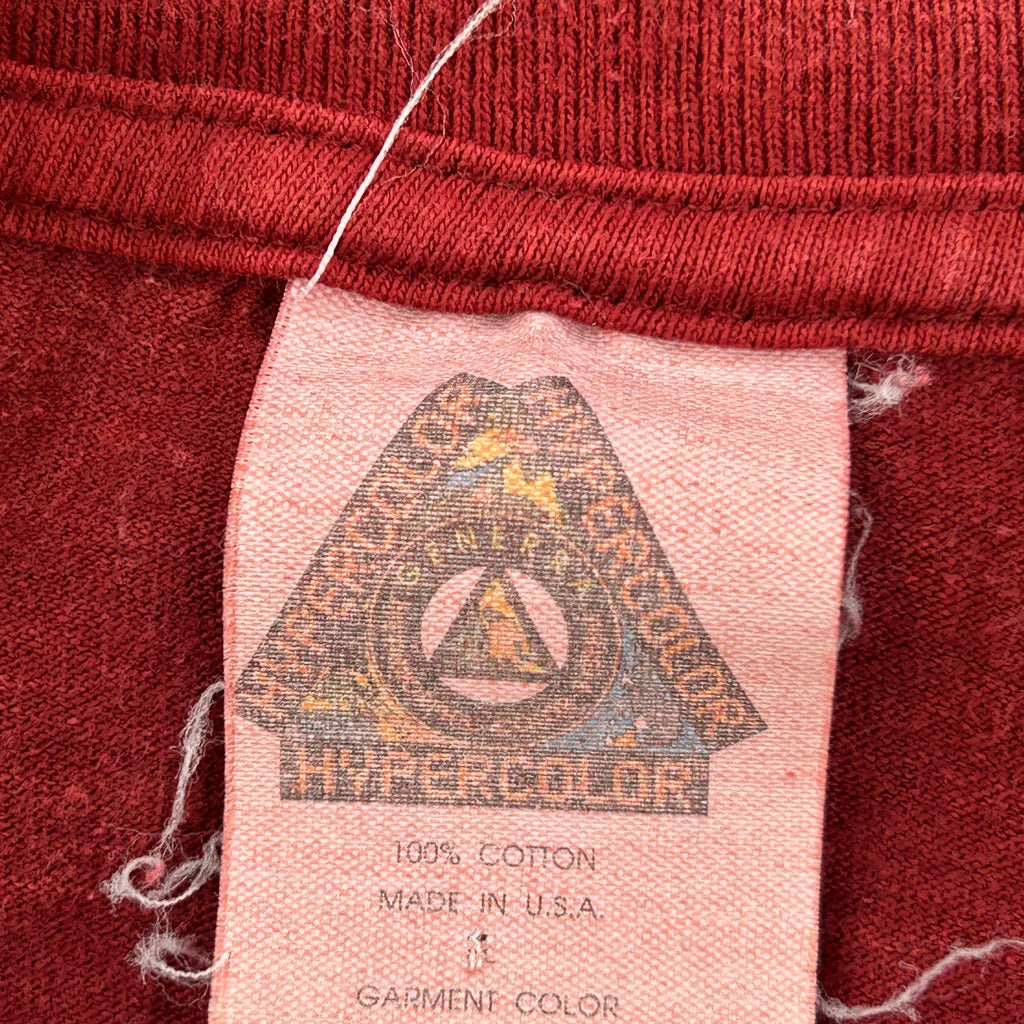 HYPERCOLOR
HYPERCOLOR
GENERRA
HYPERCOLOR
100% COTTON
MADE IN U.S.A.
GARMENT COLOR